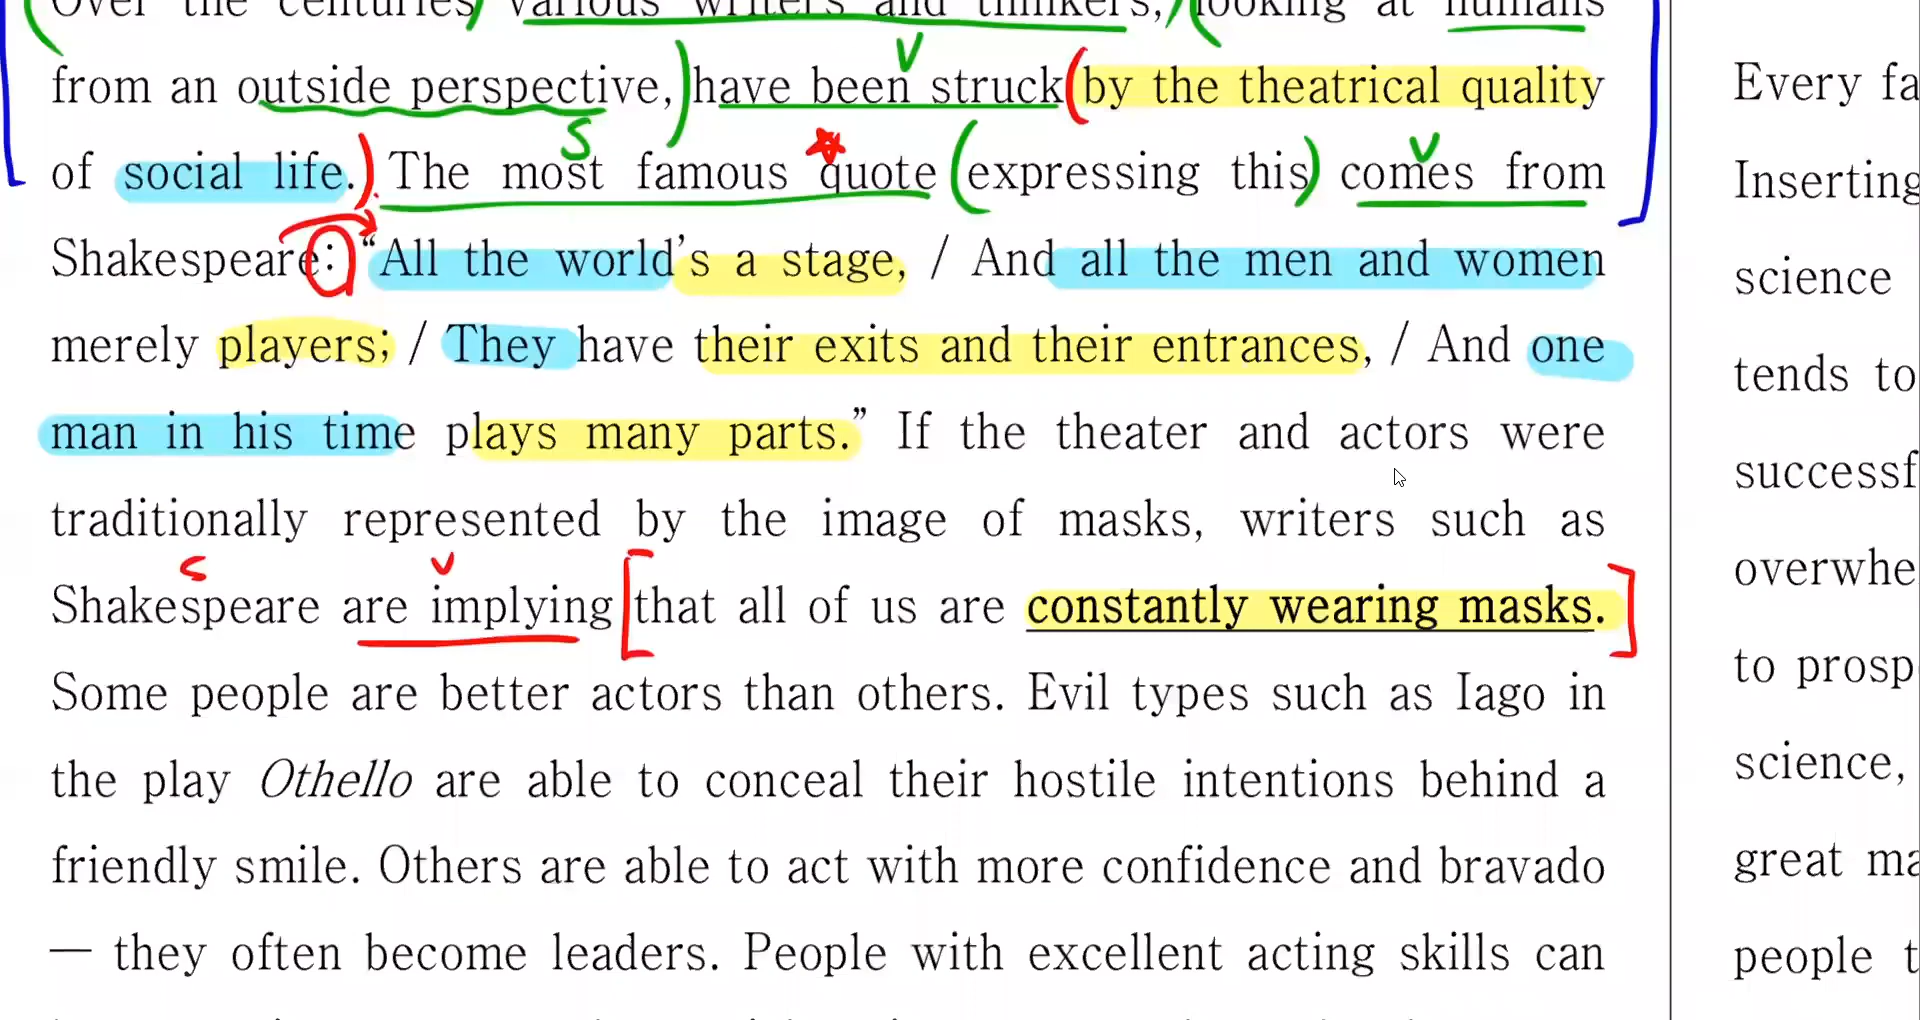 Over the centuries, various writers and thinkers, looking at humans
from an outside perspective, have been struck by the theatrical quality
of social life. The most famous quote expressing this comes from
Shakespeare: “All the world’s a stage, / And all the men and women
merely players; / They have their exits and their entrances, / And one
man in his time plays many parts.” If the theater and actors were
traditionally represented by the image of masks, writers such as
Shakespeare are implying that all of us are constantly wearing masks.
Some people are better actors than others. Evil types such as Iago in
the play Othello are able to conceal their hostile intentions behind a
friendly smile. Others are able to act with more confidence and bravado
— they often become leaders. People with excellent acting skills can
v
s
v
s
v
Every fa
Inserting
science
tends to
successf
overwhe
to prosp
science,
great ma
people t